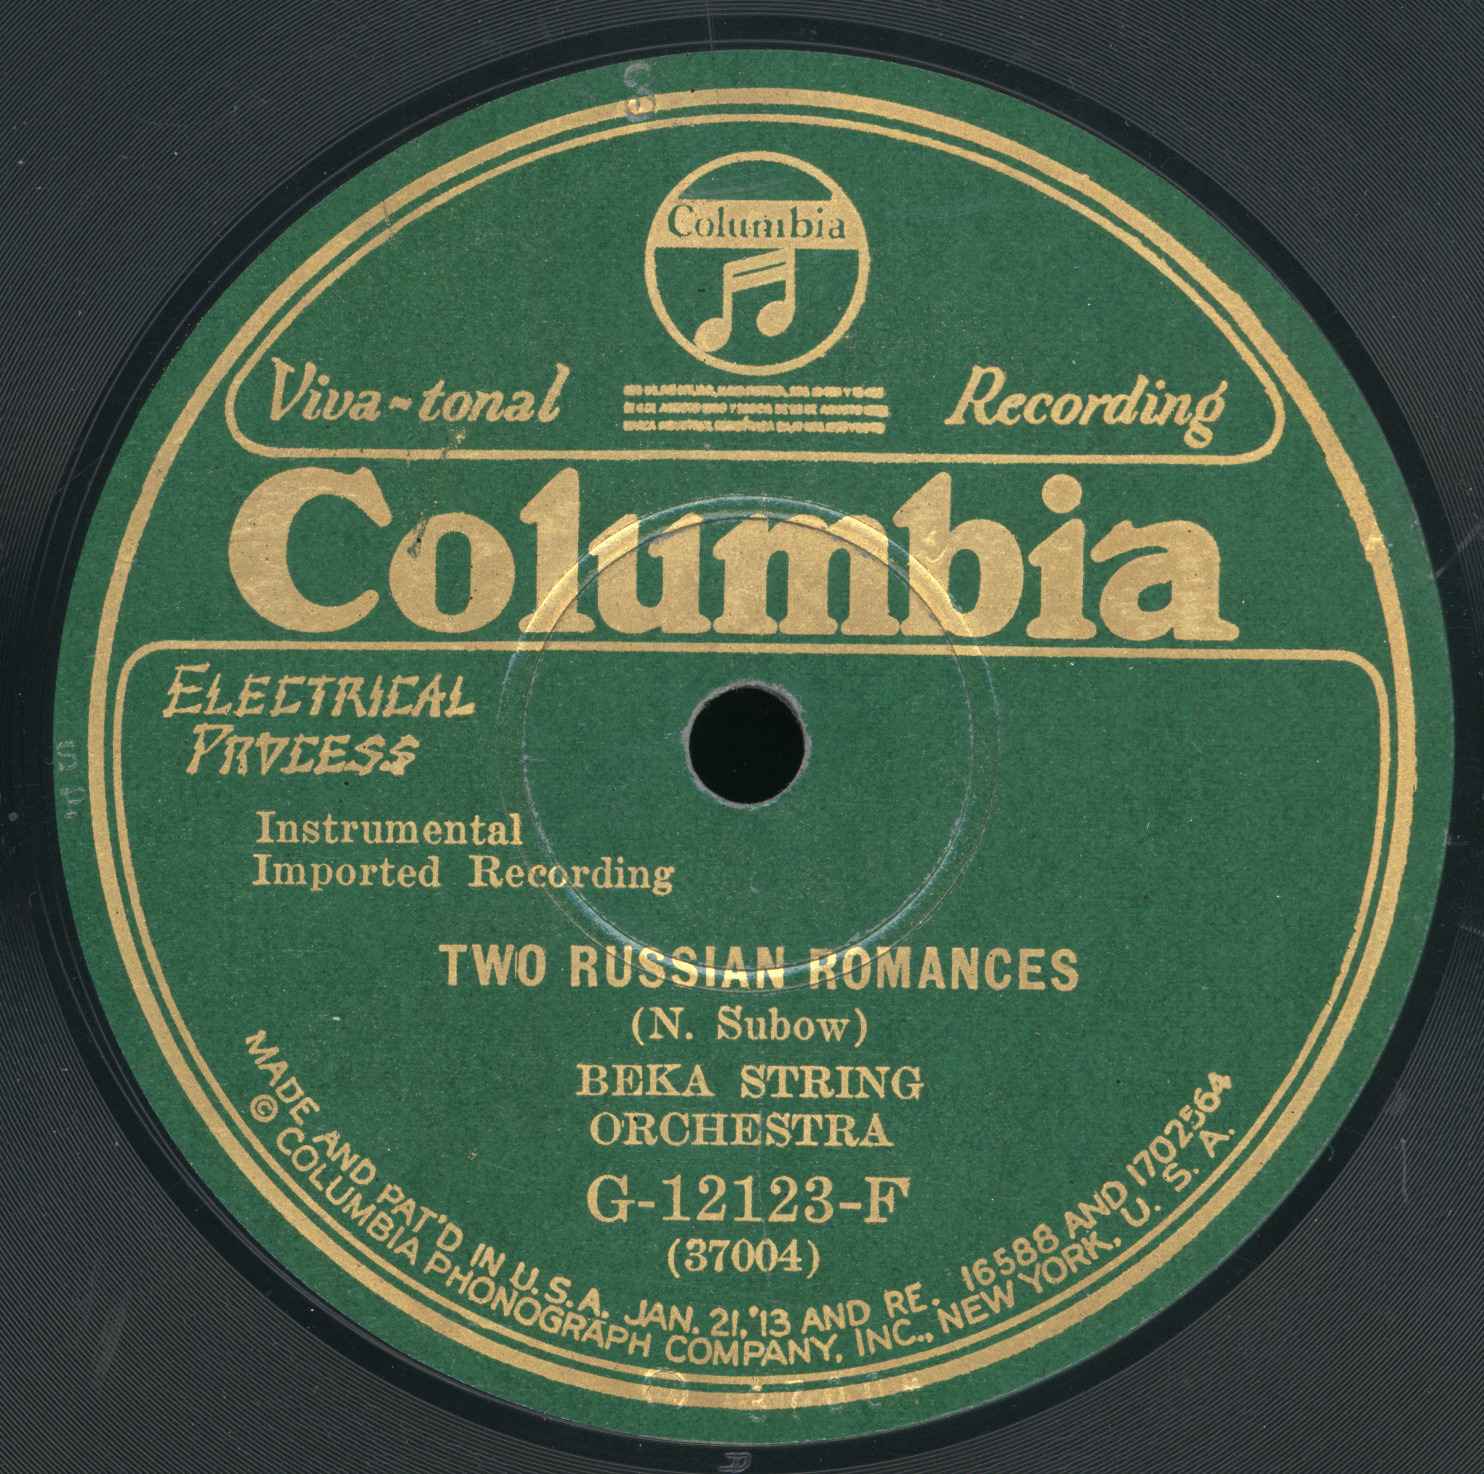 Columbia
Viva-tonal Recording
Columbia
ELECTRICAL
PROCESS
Instrumental
Imported Recording
TWO RUSSIAN ROMANCES
(N. Subow)
BEKA STRING
ORCHESTRA
G-12123-F
(37004)
MADE AND PAT'D IN U.S.A. JAN. 21, '13 AND RE. 16588 AND 1702564
© COLUMBIA PHONOGRAPH COMPANY, INC., NEW YORK, U. S. A.